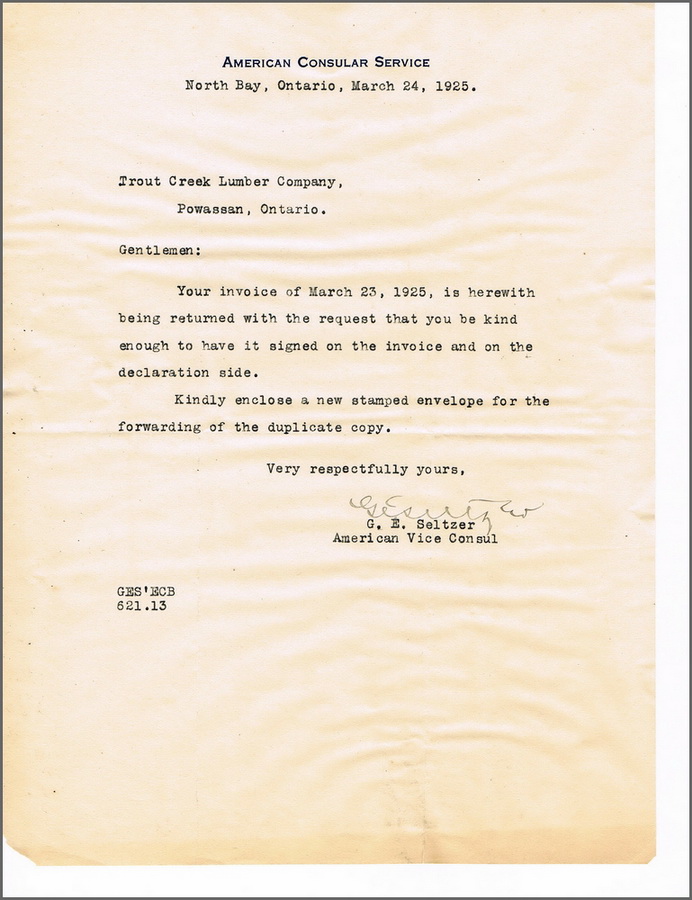 AMERICAN CONSULAR SERVICE
North Bay, Ontario, March 24, 1925.
Trout Creek Lumber Company,
Powassan, Ontario.
Gentlemen:
Your invoice of March 23, 1925, is herewith
being returned with the request that you be kind
enough to have it signed on the invoice and on the
declaration side.
Kindly enclose a new stamped envelope for the
forwarding of the duplicate copy.
Very respectfully yours,
G. E. Seltzer
G. E. Seltzer
American Vice Consul
GES'ECB
621.13